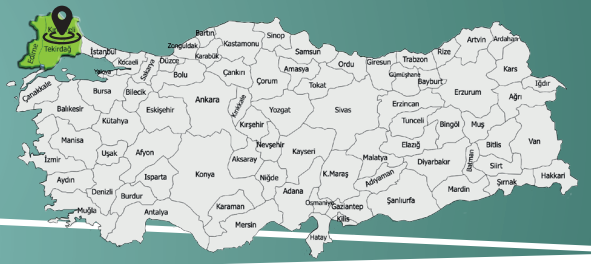 Edirne
Tekirdağ
İstanbul
Kocaeli
Yalova
Sakarya
Düzce
Zonguldak
Bartın
Karabük
Kastamonu
Sinop
Samsun
Ordu
Giresun
Trabzon
Rize
Artvin
Ardahan
Kars
Iğdır
Ağrı
Erzurum
Bayburt
Gümüşhane
Tokat
Amasya
Çorum
Çankırı
Bolu
Bilecik
Bursa
Çanakkale
Balıkesir
Kütahya
Eskişehir
Ankara
Kırıkkale
Kırşehir
Yozgat
Sivas
Erzincan
Tunceli
Bingöl
Muş
Bitlis
Van
Hakkari
Şırnak
Siirt
Batman
Diyarbakır
Elazığ
Malatya
Adıyaman
K.Maraş
Kayseri
Nevşehir
Aksaray
Niğde
Konya
Afyon
Uşak
Manisa
İzmir
Aydın
Denizli
Isparta
Burdur
Muğla
Antalya
Karaman
Mersin
Adana
Osmaniye
Gaziantep
Kilis
Hatay
Şanlıurfa
Mardin